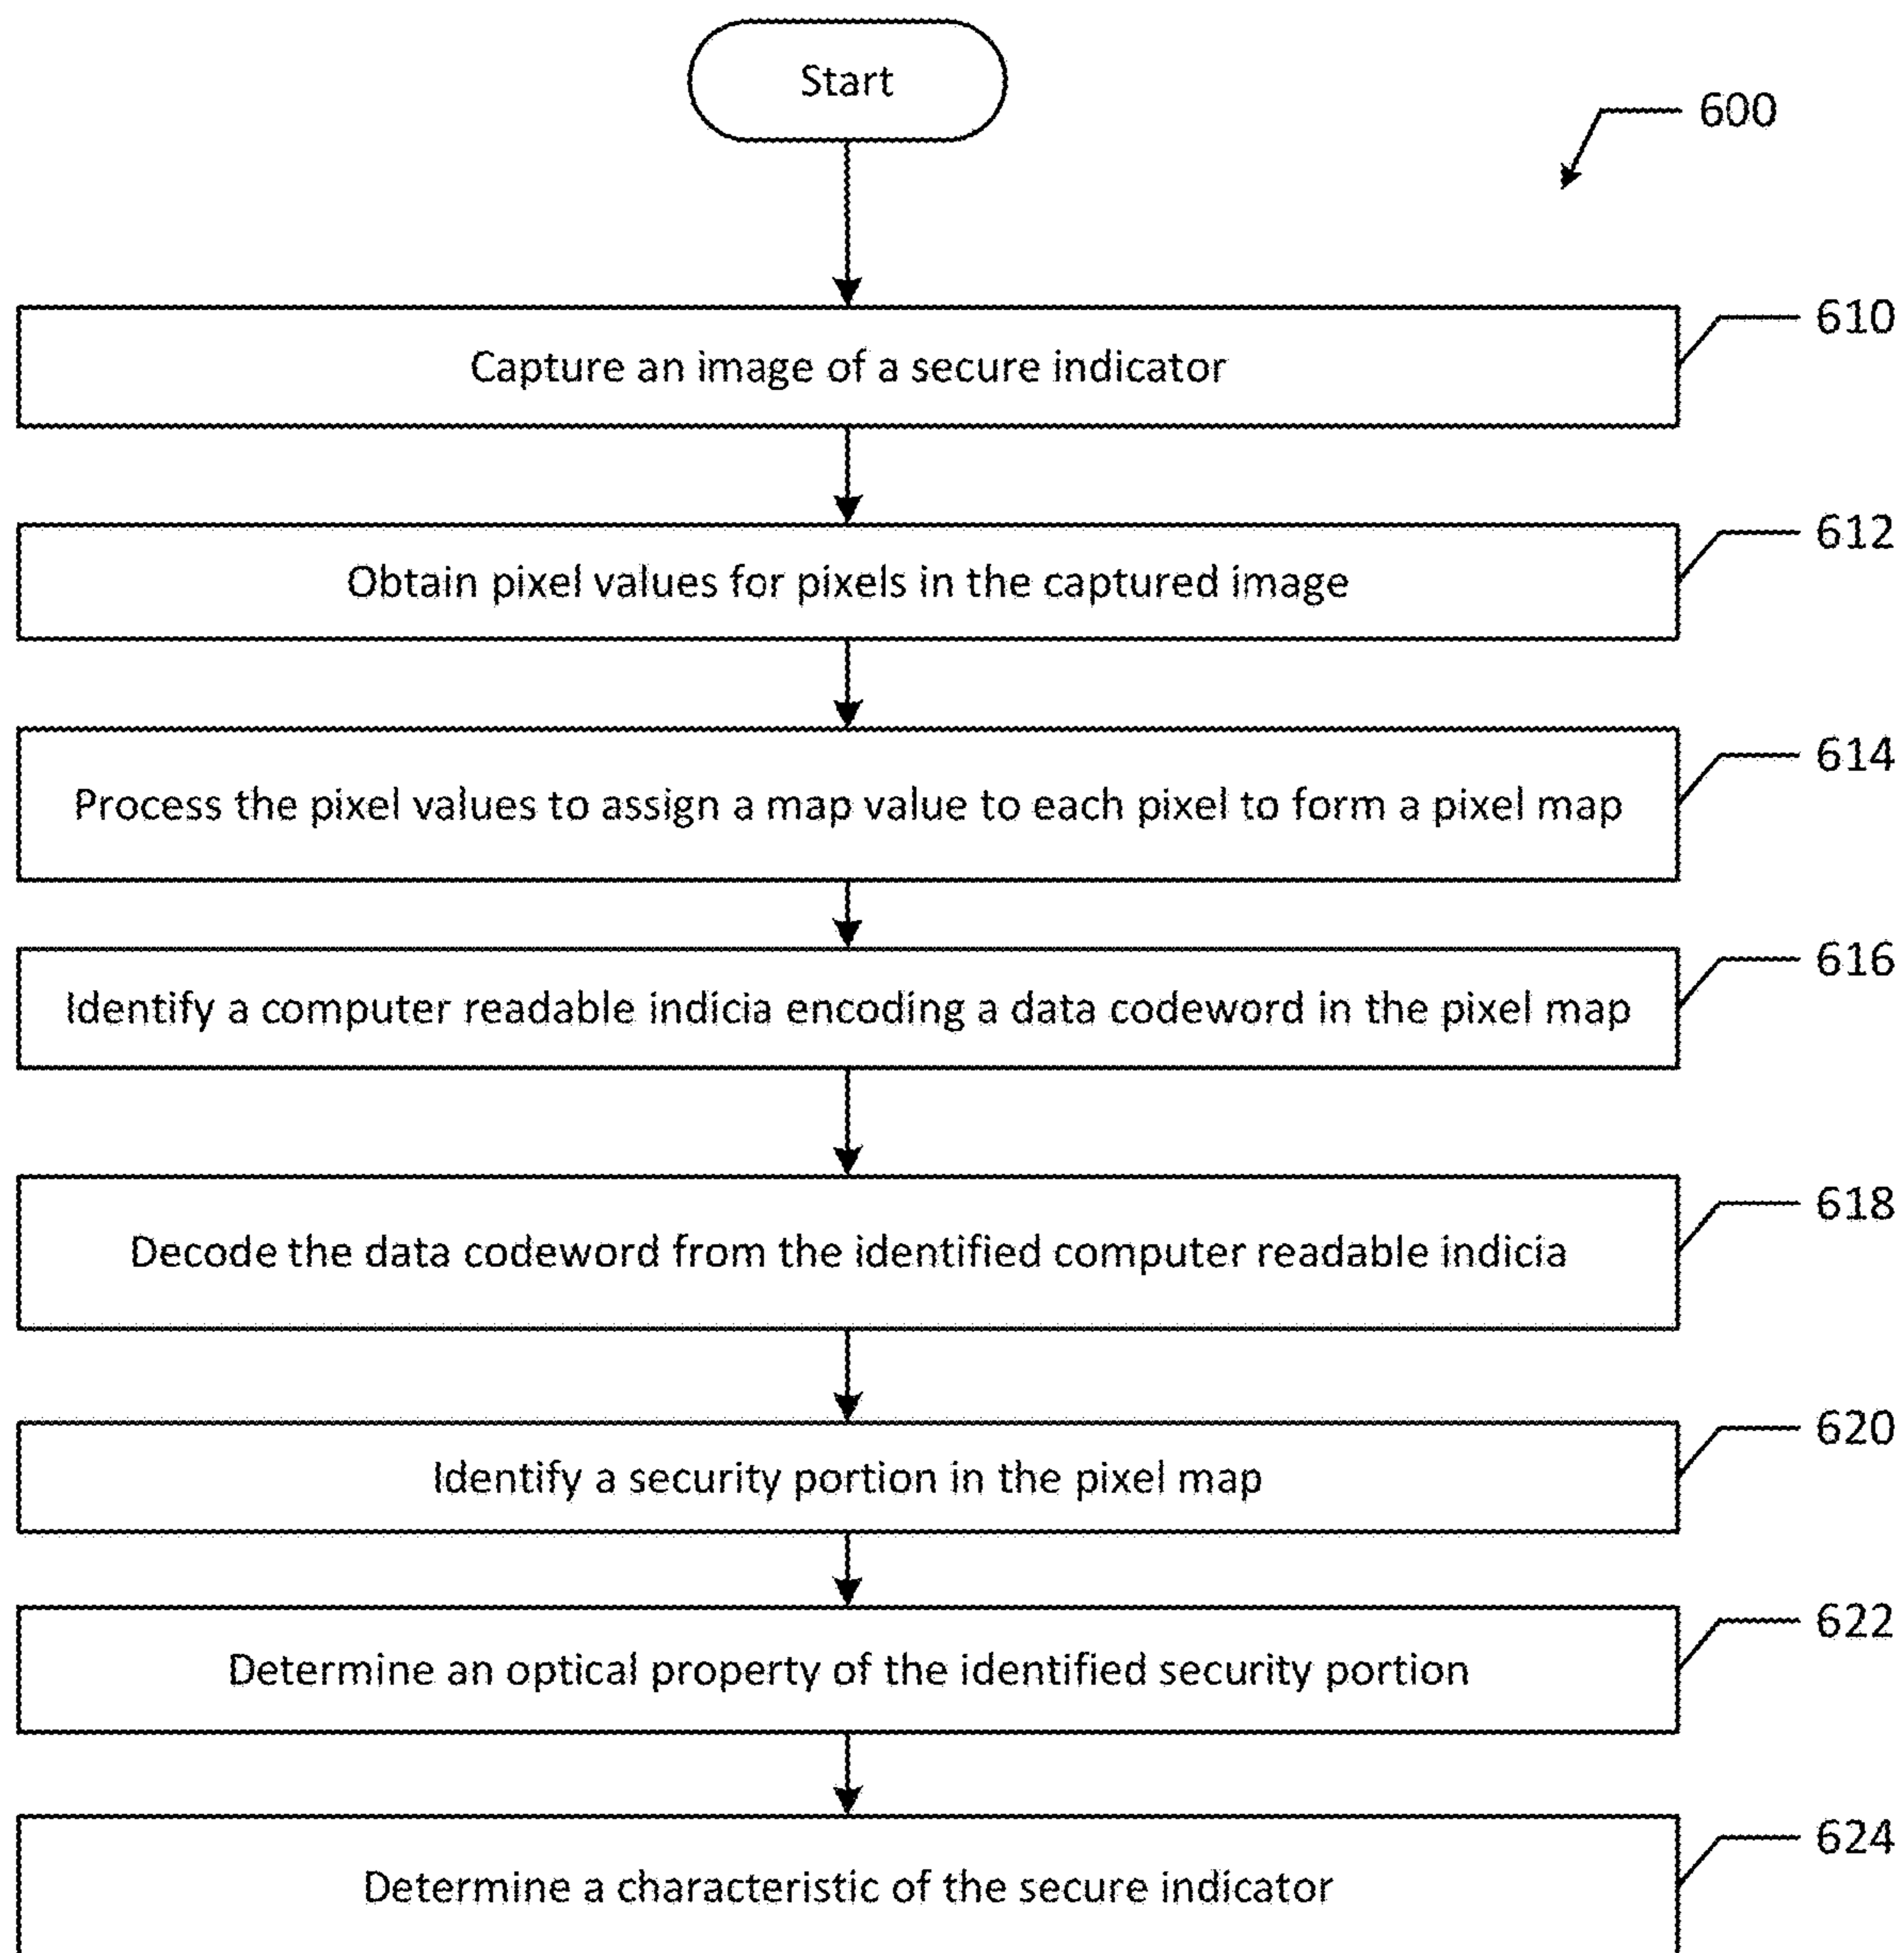 Start
600
Capture an image of a secure indicator
610
Obtain pixel values for pixels in the captured image
612
Process the pixel values to assign a map value to each pixel to form a pixel map
614
Identify a computer readable indicia encoding a data codeword in the pixel map
616
Decode the data codeword from the identified computer readable indicia
618
Identify a security portion in the pixel map
620
Determine an optical property of the identified security portion
622
Determine a characteristic of the secure indicator
624